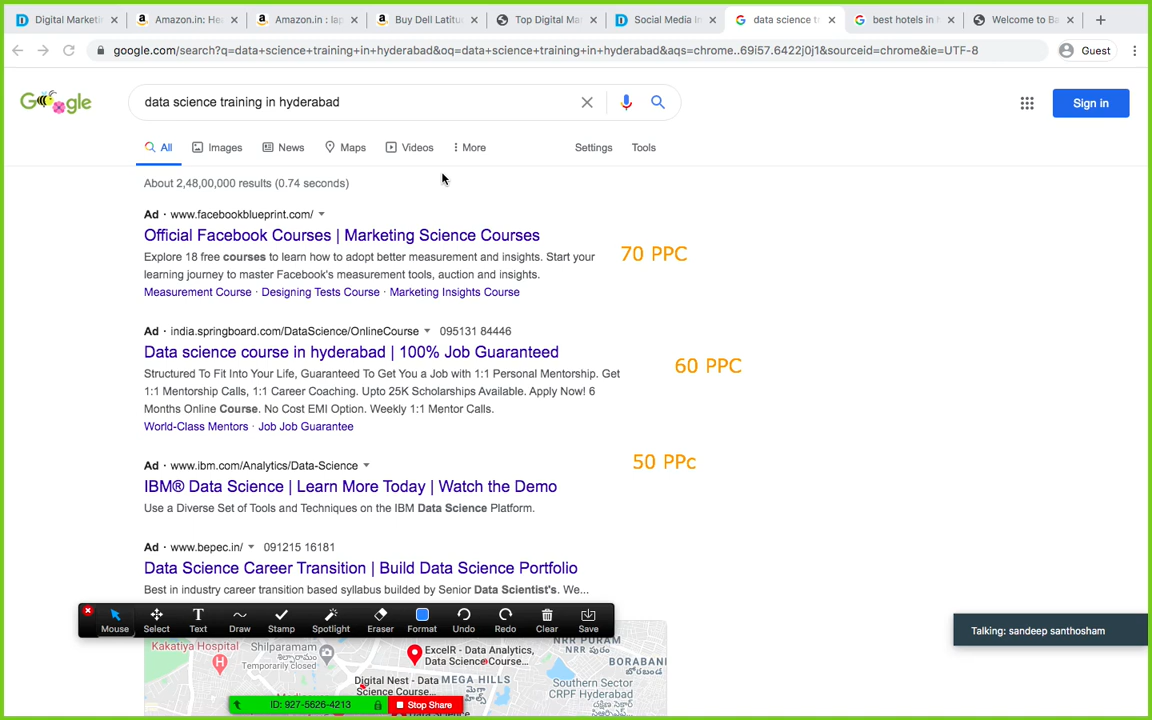 Digital Marketin
Amazon.in: He
Amazon.in : lap
Buy Dell Latitu
Top Digital Mar
Social Media In
data science tr
best hotels in h
Welcome to Ba
google.com/search?q=data+science+training+in+hyderabad&oq=data+science+training+in+hyderabad&aqs=chrome..69i57.6422j0j1&sourceid=chrome&ie=UTF-8
Guest
Google
data science training in hyderabad
Sign in
All
Images
News
Maps
Videos
More
Settings
Tools
About 2,48,00,000 results (0.74 seconds)
Ad · www.facebookblueprint.com/
Official Facebook Courses | Marketing Science Courses
Explore 18 free courses to learn how to adopt better measurement and insights. Start your
learning journey to master Facebook's measurement tools, auction and insights.
Measurement Course · Designing Tests Course · Marketing Insights Course
70 PPC
Ad · india.springboard.com/DataScience/OnlineCourse 095131 84446
Data science course in hyderabad | 100% Job Guaranteed
Structured To Fit Into Your Life, Guaranteed To Get You a Job with 1:1 Personal Mentorship. Get
1:1 Mentorship Calls, 1:1 Career Coaching. Upto 25K Scholarships Available. Apply Now! 6
Months Online Course. No Cost EMI Option. Weekly 1:1 Mentor Calls.
World-Class Mentors · Job Job Guarantee
60 PPC
Ad · www.ibm.com/Analytics/Data-Science
IBM® Data Science | Learn More Today | Watch the Demo
Use a Diverse Set of Tools and Techniques on the IBM Data Science Platform.
50 PPc
Ad · www.bepec.in/ 091215 16181
Data Science Career Transition | Build Data Science Portfolio
Best in industry career transition based syllabus builded by Senior Data Scientist's. We...
Mouse
Select
Text
Draw
Stamp
Spotlight
Eraser
Format
Undo
Redo
Clear
Save
Talking: sandeep santhosham
Kakatiya Hospital
Shilparamam
శిల్పారామం
Temporarily Closed
ExcelR - Data Analytics,
Data Science Course...
Digital Nest - Data
Science Course...
MEGA HILLS
NRR PURAM
BORABANDA
Southern Sector
CRPF Hyderabad
ID: 927-5626-4213
Stop Share